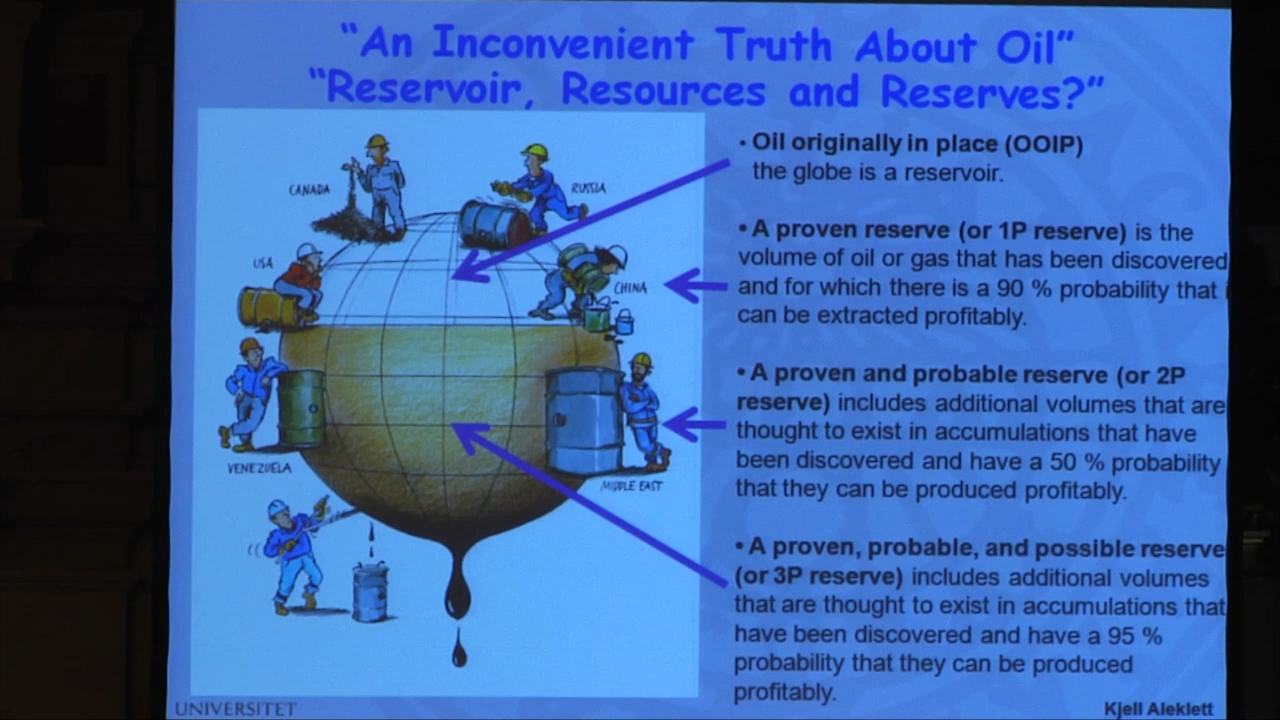 “An Inconvenient Truth About Oil”
“Reservoir, Resources and Reserves?”
CANADA
RUSSIA
USA
CHINA
VENEZUELA
MIDDLE EAST
• Oil originally in place (OOIP)
the globe is a reservoir.
• A proven reserve (or 1P reserve) is the
volume of oil or gas that has been discovered
and for which there is a 90 % probability that
can be extracted profitably.
• A proven and probable reserve (or 2P
reserve) includes additional volumes that are
thought to exist in accumulations that have
been discovered and have a 50 % probability
that they can be produced profitably.
• A proven, probable, and possible reserve
(or 3P reserve) includes additional volumes
that are thought to exist in accumulations that
have been discovered and have a 95 %
probability that they can be produced
profitably.
UNIVERSITET
Kjell Aleklett